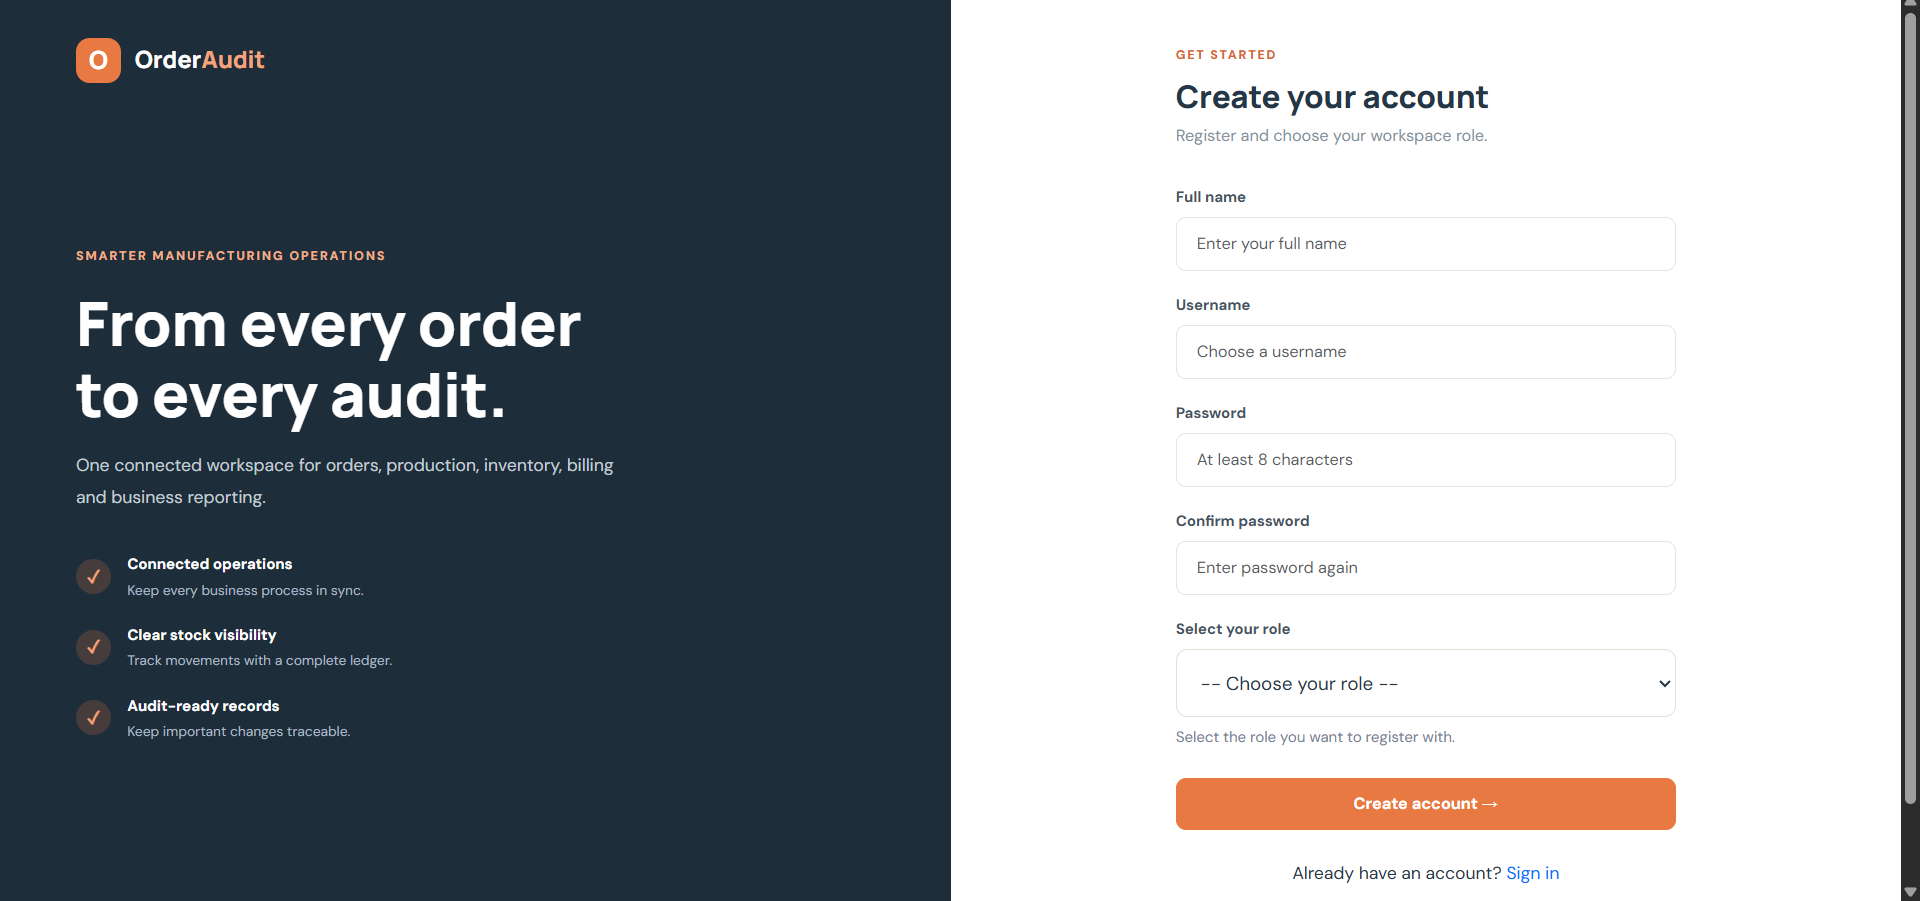 O
OrderAudit
SMARTER MANUFACTURING OPERATIONS
From every order
to every audit.
One connected workspace for orders, production, inventory, billing
and business reporting.
✓
Connected operations
Keep every business process in sync.
✓
Clear stock visibility
Track movements with a complete ledger.
✓
Audit-ready records
Keep important changes traceable.
GET STARTED
Create your account
Register and choose your workspace role.
Full name
Enter your full name
Username
Choose a username
Password
At least 8 characters
Confirm password
Enter password again
Select your role
-- Choose your role --
Select the role you want to register with.
Create account →
Already have an account? Sign in